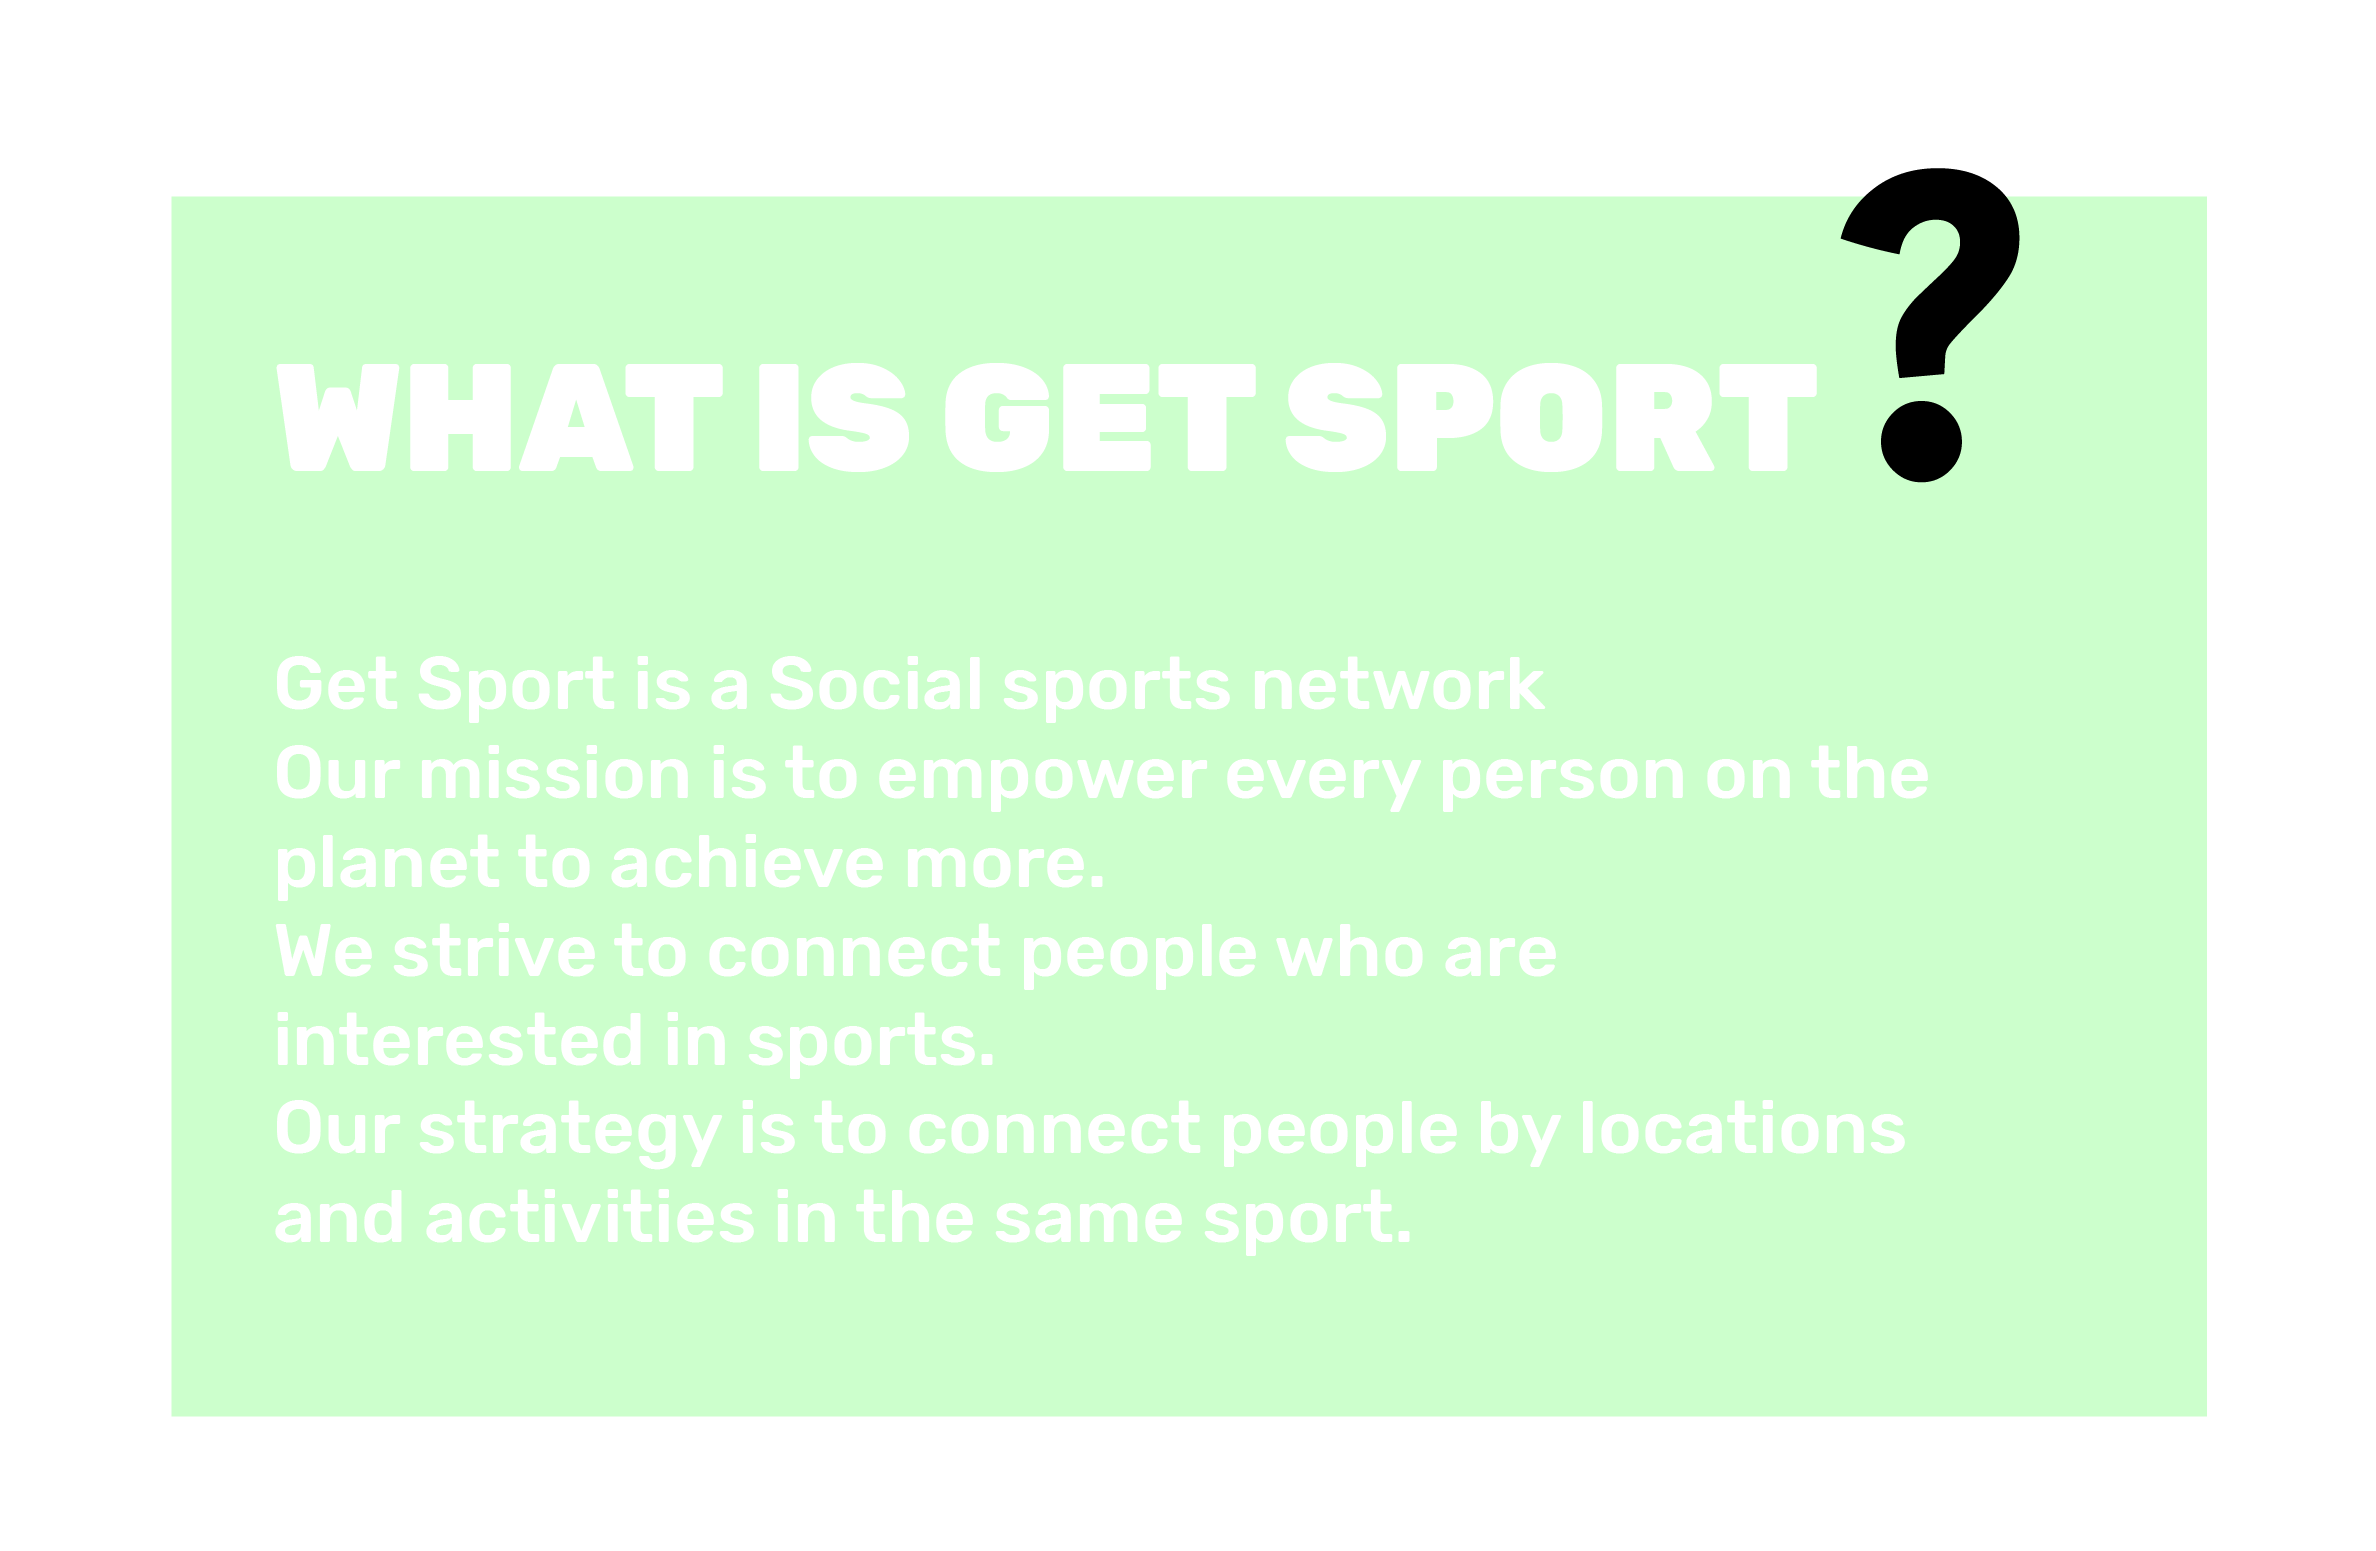 WHAT IS GET SPORT?
Get Sport is a Social sports network
Our mission is to empower every person on the
planet to achieve more.
We strive to connect people who are
interested in sports.
Our strategy is to connect people by locations
and activities in the same sport.